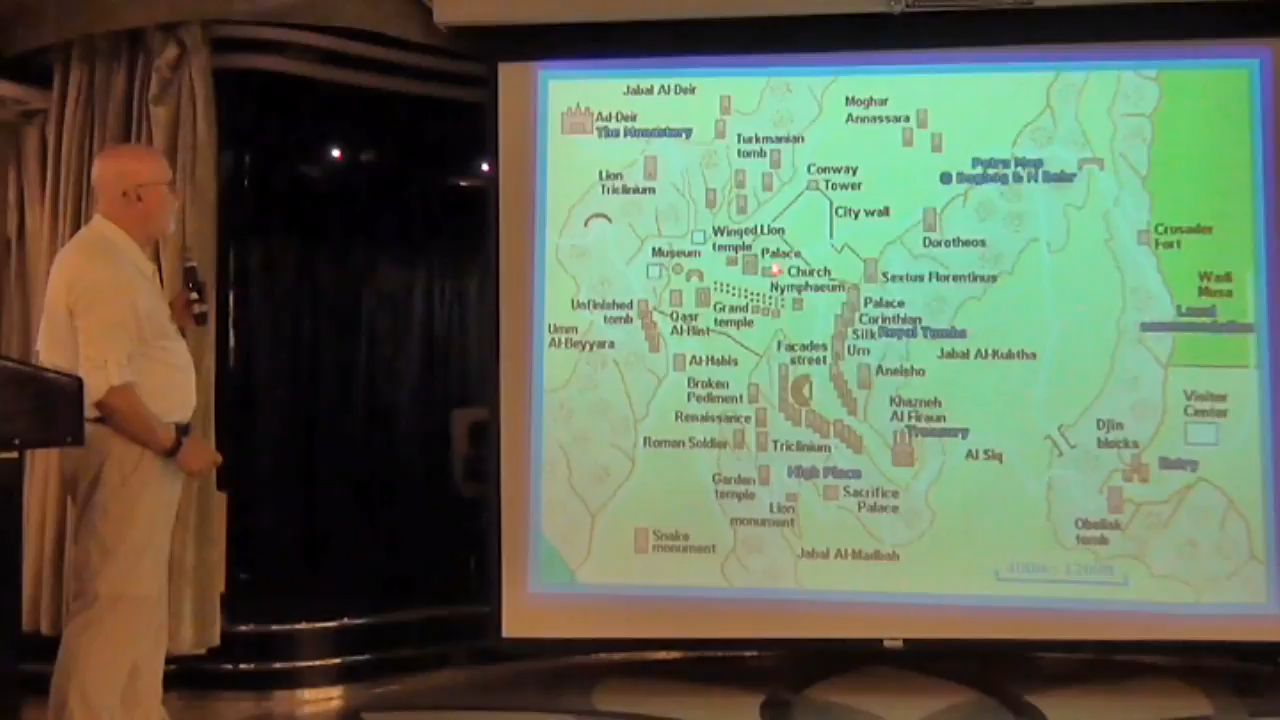 Jabal Al-Deir
Ad-Deir
The Monastery
Moghar
Annassara
Turkmanian
tomb
Lion
Triclinium
Conway
Tower
Petra Map
City wall
Winged Lion
temple
Dorotheos
Crusader
Fort
Museum
Palace
Church
Sextus Florentinus
Nymphaeum
Wadi
Musa
Unfinished
tomb
Qasr
Al-Bint
Grand
temple
Palace
Corinthian
Silk
Royal Tombs
Urn
Umm
Al-Beyyara
Facades
street
Jabal Al-Kubtha
Al-Habis
Aneisho
Broken
Pediment
Khazneh
Al Firaun
Treasury
Visitor
Center
Renaissance
Roman Soldier
Triclinium
Djin
blocks
Al Siq
Entry
High Place
Garden
temple
Sacrifice
Palace
Lion
monument
Obelisk
tomb
Snake
monument
Jabal Al-Madbah